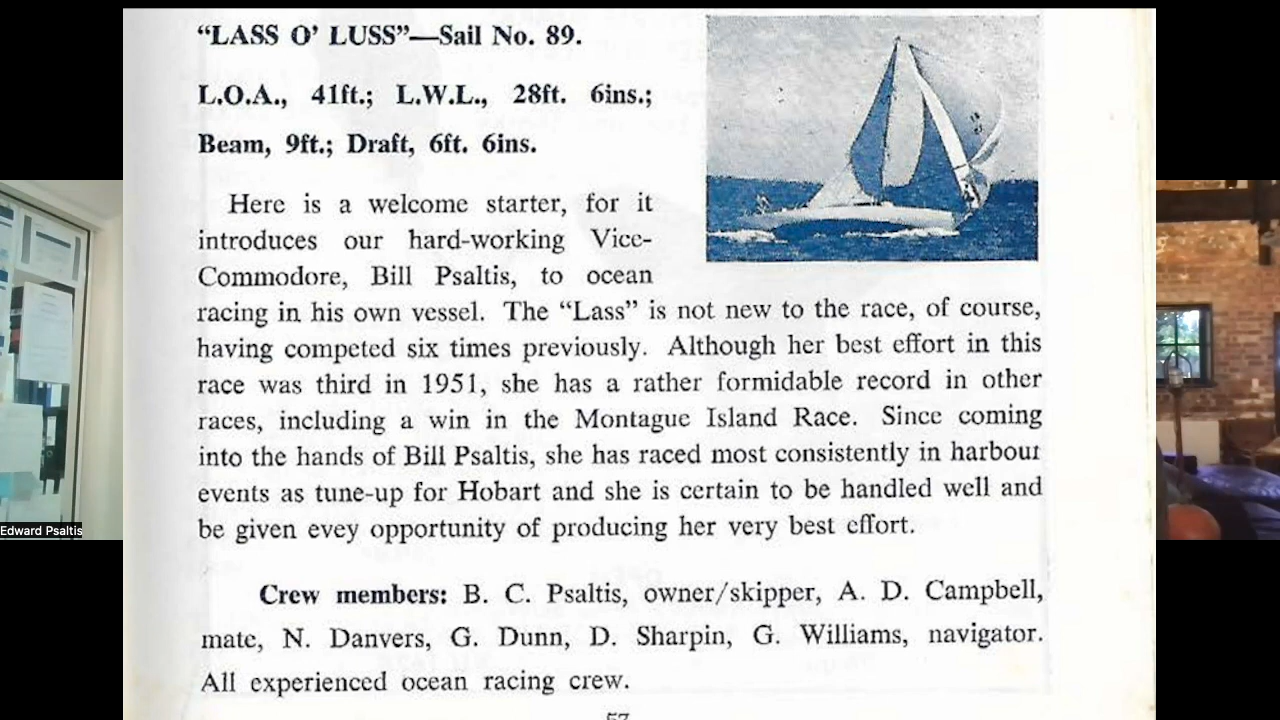 “LASS O’ LUSS”—Sail No. 89.
L.O.A., 41ft.; L.W.L., 28ft. 6ins.;
Beam, 9ft.; Draft, 6ft. 6ins.
Here is a welcome starter, for it
introduces our hard-working Vice-
Commodore, Bill Psaltis, to ocean
racing in his own vessel. The “Lass” is not new to the race, of course,
having competed six times previously. Although her best effort in this
race was third in 1951, she has a rather formidable record in other
races, including a win in the Montague Island Race. Since coming
into the hands of Bill Psaltis, she has raced most consistently in harbour
events as tune-up for Hobart and she is certain to be handled well and
be given evey opportunity of producing her very best effort.
Crew members: B. C. Psaltis, owner/skipper, A. D. Campbell,
mate, N. Danvers, G. Dunn, D. Sharpin, G. Williams, navigator.
All experienced ocean racing crew.
57
Edward Psaltis